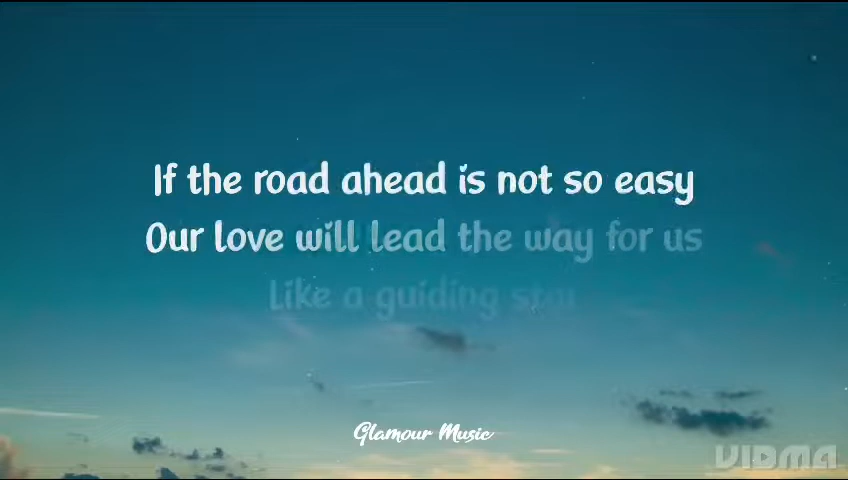 If the road ahead is not so easy
Our love will lead the way for us
Like a guiding star
Glamour Music
VIDMA